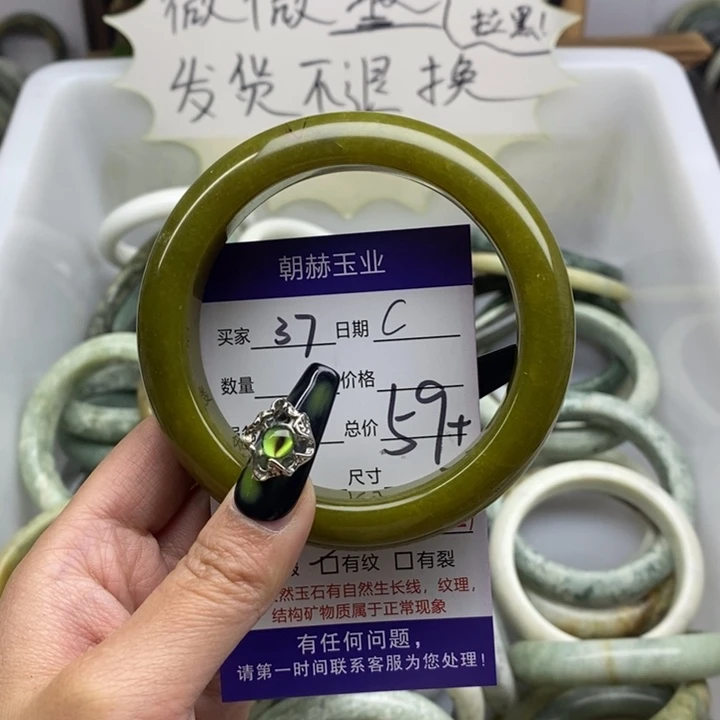 拉黑!
发货不退换
朝赫玉业
买家 37 日期 C
数量 价格
总价 59+
尺寸
有纹 □有裂
然玉石有自然生长线，纹理，
结构矿物质属于正常现象
有任何问题，
请第一时间联系客服为您处理!